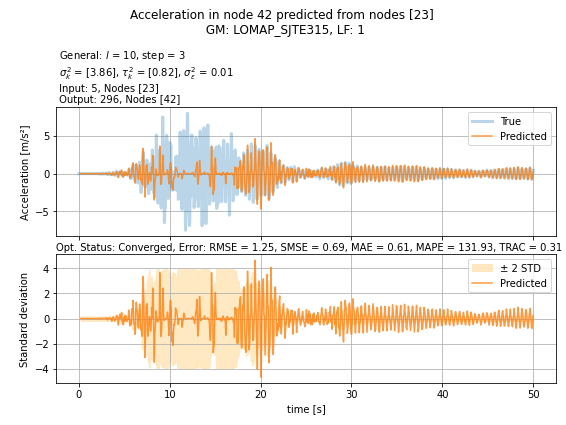 Acceleration in node 42 predicted from nodes [23]
GM: LOMAP_SJTE315, LF: 1
General: l = 10, step = 3
σ²ₖ = [3.86], τ²ₖ = [0.82], σ²ε = 0.01
Input: 5, Nodes [23]
Output: 296, Nodes [42]
Acceleration [m/s²]
5
0
−5
True
Predicted
Opt. Status: Converged, Error: RMSE = 1.25, SMSE = 0.69, MAE = 0.61, MAPE = 131.93, TRAC = 0.31
Standard deviation
4
2
0
−2
−4
± 2 STD
Predicted
0 10 20 30 40 50
time [s]